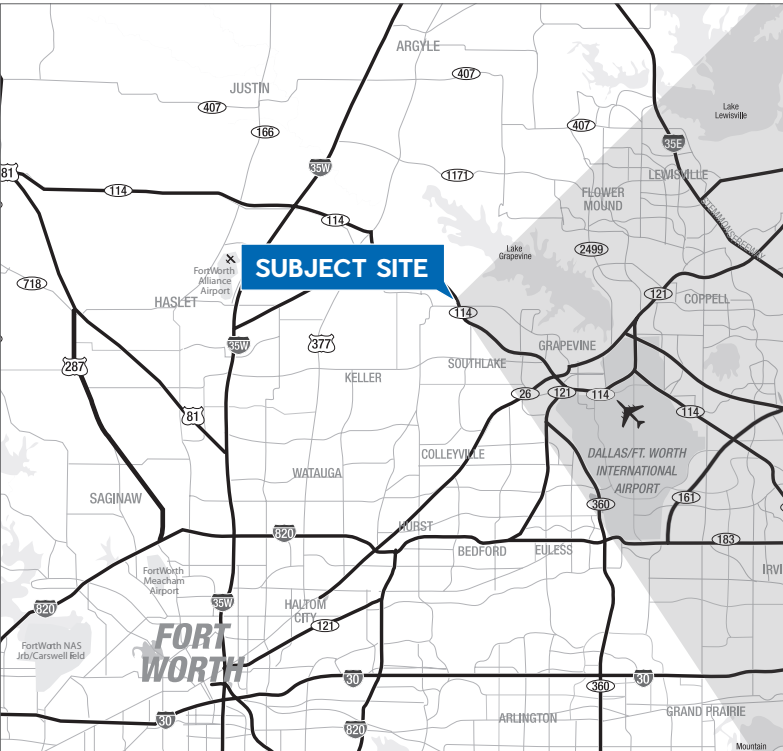 ARGYLE
407
JUSTIN
407
166
Lake
Lewisville
407
35E
35W
81
114
1171
LEWISVILLE
FLOWER
MOUND
STEMMONS FREEWAY
114
2499
Lake
Grapevine
SUBJECT SITE
FortWorth
Alliance
Airport
718
HASLET
121
COPPELL
114
35W
377
GRAPEVINE
SOUTHLAKE
287
KELLER
26
121
114
114
81
COLLEYVILLE
DALLAS/FT. WORTH
INTERNATIONAL
AIRPORT
WATAUGA
SAGINAW
161
360
HURST
820
183
BEDFORD
EULESS
IRVI
FortWorth
Meacham
Airport
35W
820
HALTOM
CITY
121
FORT
WORTH
FortWorth NAS
Jrb/Carswell Field
30
30
360
30
820
ARLINGTON
GRAND PRAIRIE
Mountain